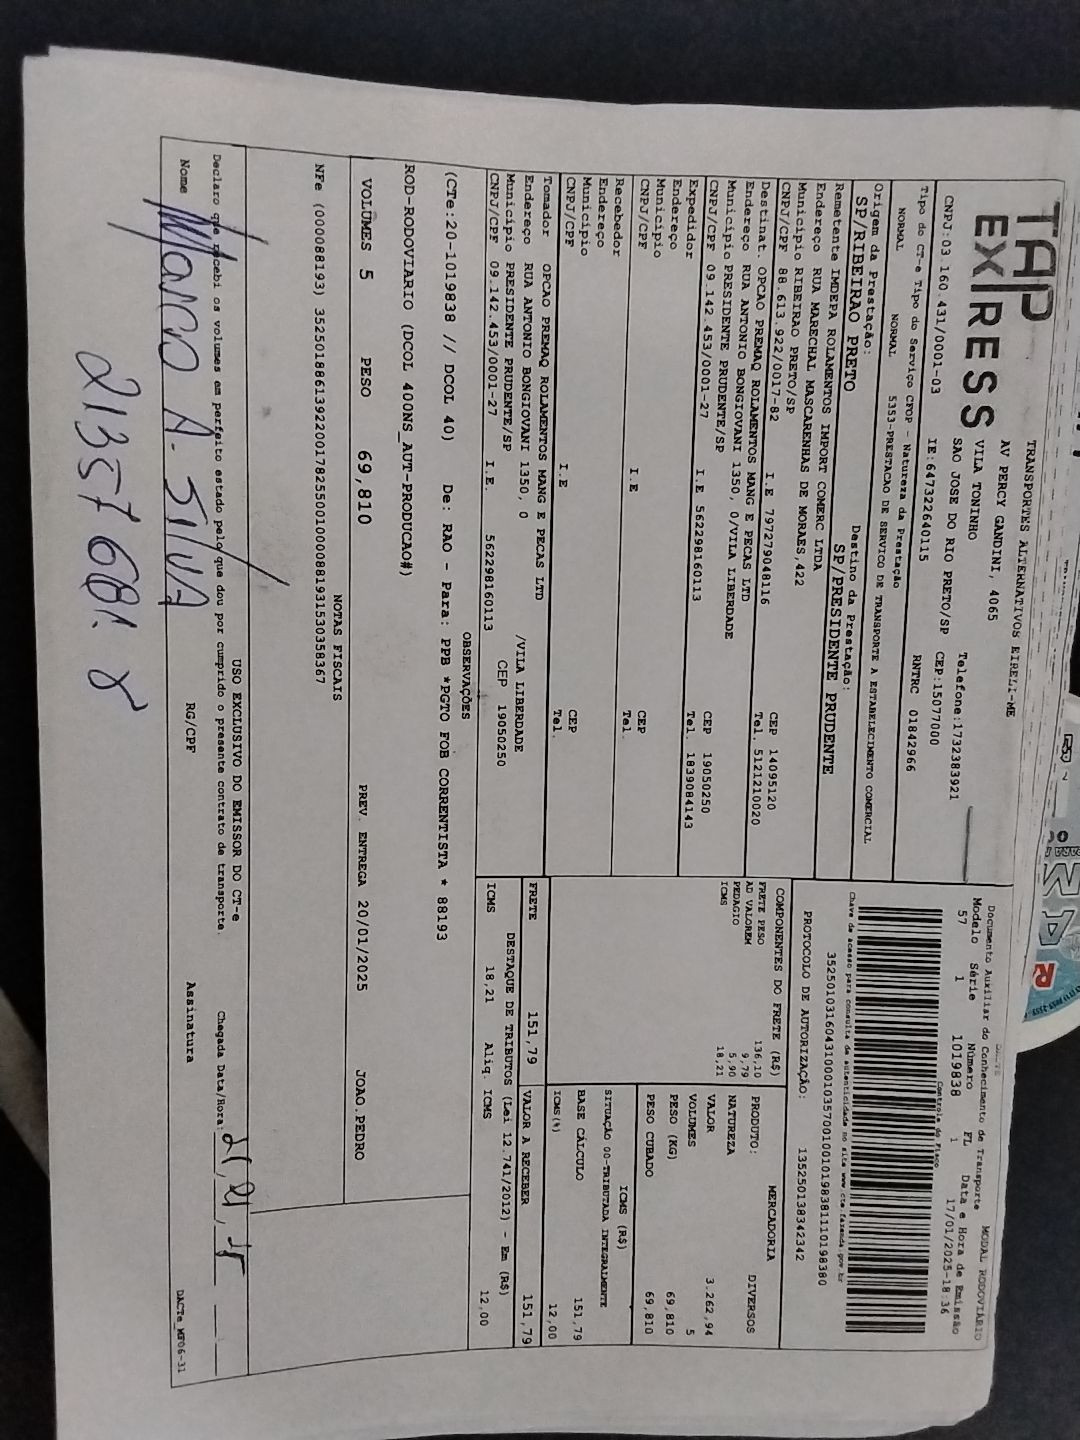 TAP
EXPRESS
TRANSPORTES ALTERNATIVOS EIRELI-ME
AV PERCY GANDINI, 4065
VILA TONINHO
SAO JOSE DO RIO PRETO/SP CEP:15077000
Telefone:1732383921
CNPJ:03.160.431/0001-03 IE:647322640115 RNTRC 01842966
Tipo do CT-e Tipo do Serviço CFOP - Natureza da Prestação
NORMAL NORMAL 5353-PRESTACAO DE SERVICO DE TRANSPORTE A ESTABELECIMENTO COMERCIAL
Origem da Prestação: Destino da Prestação:
SP/RIBEIRAO PRETO SP/PRESIDENTE PRUDENTE
Remetente IMDEPA ROLAMENTOS IMPORT COMERC LTDA
Endereço RUA MARECHAL MASCARENHAS DE MORAES,422
Municipio RIBEIRAO PRETO/SP CEP 14095120
CNPJ/CPF 88.613.922/0017-82 I.E 797279048116 Tel. 5121210020
Destinat. OPCAO PREMAQ ROLAMENTOS MANG E PECAS LTD
Endereço RUA ANTONIO BONGIOVANI 1350, 0/VILA LIBERDADE
Municipio PRESIDENTE PRUDENTE/SP CEP 19050250
CNPJ/CPF 09.142.453/0001-27 I.E 562298160113 Tel. 1839084143
Expedidor
Endereço
Municipio CEP
CNPJ/CPF I.E Tel.
Recebedor
Endereço
Municipio CEP
CNPJ/CPF I.E Tel.
Tomador OPCAO PREMAQ ROLAMENTOS MANG E PECAS LTD
Endereço RUA ANTONIO BONGIOVANI 1350, 0 /VILA LIBERDADE
Municipio PRESIDENTE PRUDENTE/SP CEP 19050250
CNPJ/CPF 09.142.453/0001-27 I.E. 562298160113
Documento Auxiliar do Conhecimento de Transporte MODAL RODOVIÁRIO
Modelo Série Número FL Data e Hora de Emissão
57 1 1019838 1 17/01/2025-18:36
Controle do Fisco
Chave de acesso para consulta de autenticidade no site www.cte.fazenda.gov.br
35250103160431000103570010010198381110198380
PROTOCOLO DE AUTORIZAÇÃO: 135250138342342
COMPONENTES DO FRETE (R$)
FRETE PESO 136,10
AD VALOREM 9,79
PEDAGIO 5,90
ICMS 18,21
MERCADORIA
PRODUTO: DIVERSOS
NATUREZA
VALOR 3.262,94
VOLUMES 5
PESO (KG) 69,810
PESO CUBADO 69,810
ICMS (R$)
SITUAÇÃO 00-TRIBUTADA INTEGRALMENTE
BASE CÁLCULO 151,79
ICMS(%) 12,00
FRETE 151,79 VALOR A RECEBER 151,79
DESTAQUE DE TRIBUTOS (Lei 12.741/2012) - Em (R$)
ICMS 18,21 Aliq. ICMS 12,00
OBSERVAÇÕES
(CTe:20-1019838 // DCOL 40) De: RAO - Para: PPB *PGTO FOB CORRENTISTA * 88193
ROD-RODOVIARIO (DCOL 400NS_AUT-PRODUCAO#)
VOLUMES 5 PESO 69,810 PREV. ENTREGA 20/01/2025 JOAO.PEDRO
NOTAS FISCAIS
NFe (000088193) 35250188613922001782550010000881931530358367
USO EXCLUSIVO DO EMISSOR DO CT-e
Declaro que recebi os volumes em perfeito estado pelo que dou por cumprido o presente contrato de transporte. Chegada Data/Hora:
Nome Marco A. SILVA RG/CPF Assinatura
DACTe_MF06-31